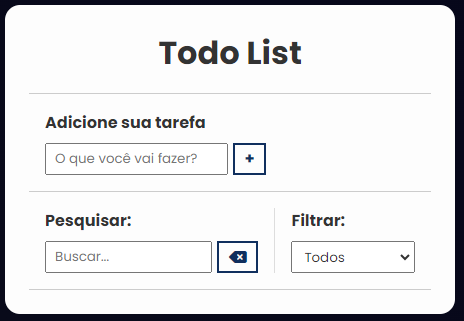 Todo List
Adicione sua tarefa
O que você vai fazer?
+
Pesquisar:
Filtrar:
Buscar...
Todos